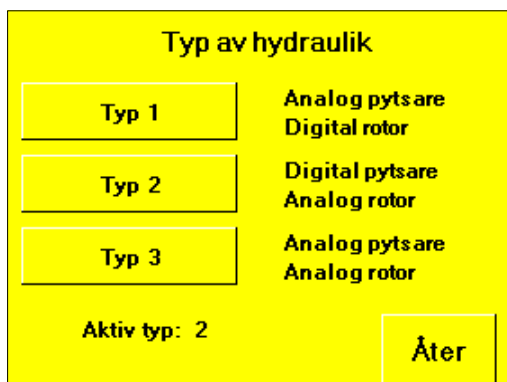 Typ av hydraulik
Typ 1
Analog pytsare
Digital rotor
Typ 2
Digital pytsare
Analog rotor
Typ 3
Analog pytsare
Analog rotor
Aktiv typ: 2
Åter